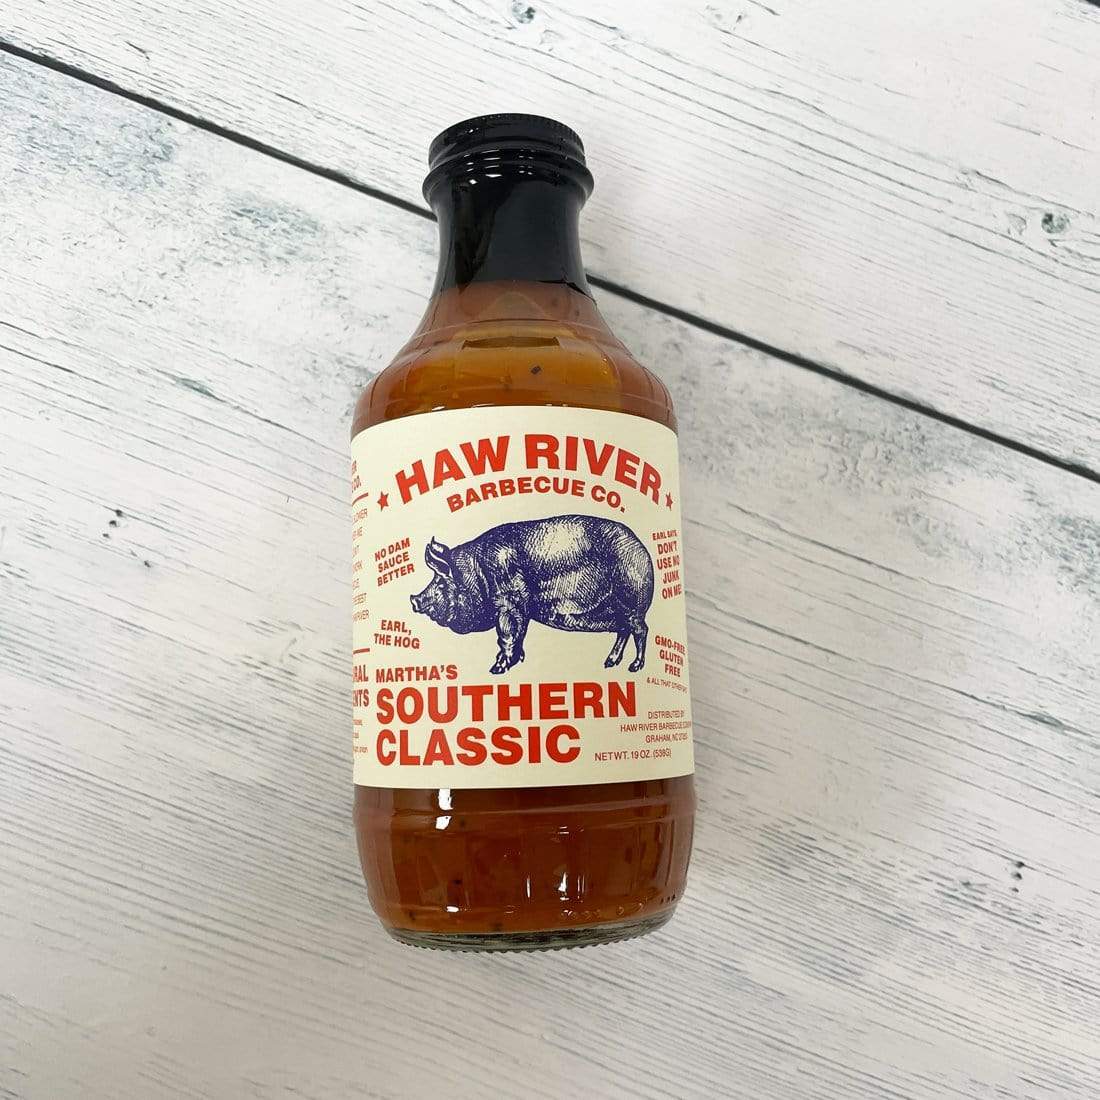 HAW RIVER
BARBECUE CO.
NO DAM
SAUCE
BETTER
EARL,
THE HOG
EARL SAYS,
DON'T
USE NO
JUNK
ON ME!
GMO-FREE
GLUTEN
FREE
& ALL THAT OTHER
MARTHA'S
SOUTHERN
CLASSIC
DISTRIBUTED BY
HAW RIVER BARBECUE
GRAHAM, NC
NET WT. 19 OZ. (538G)
CO.